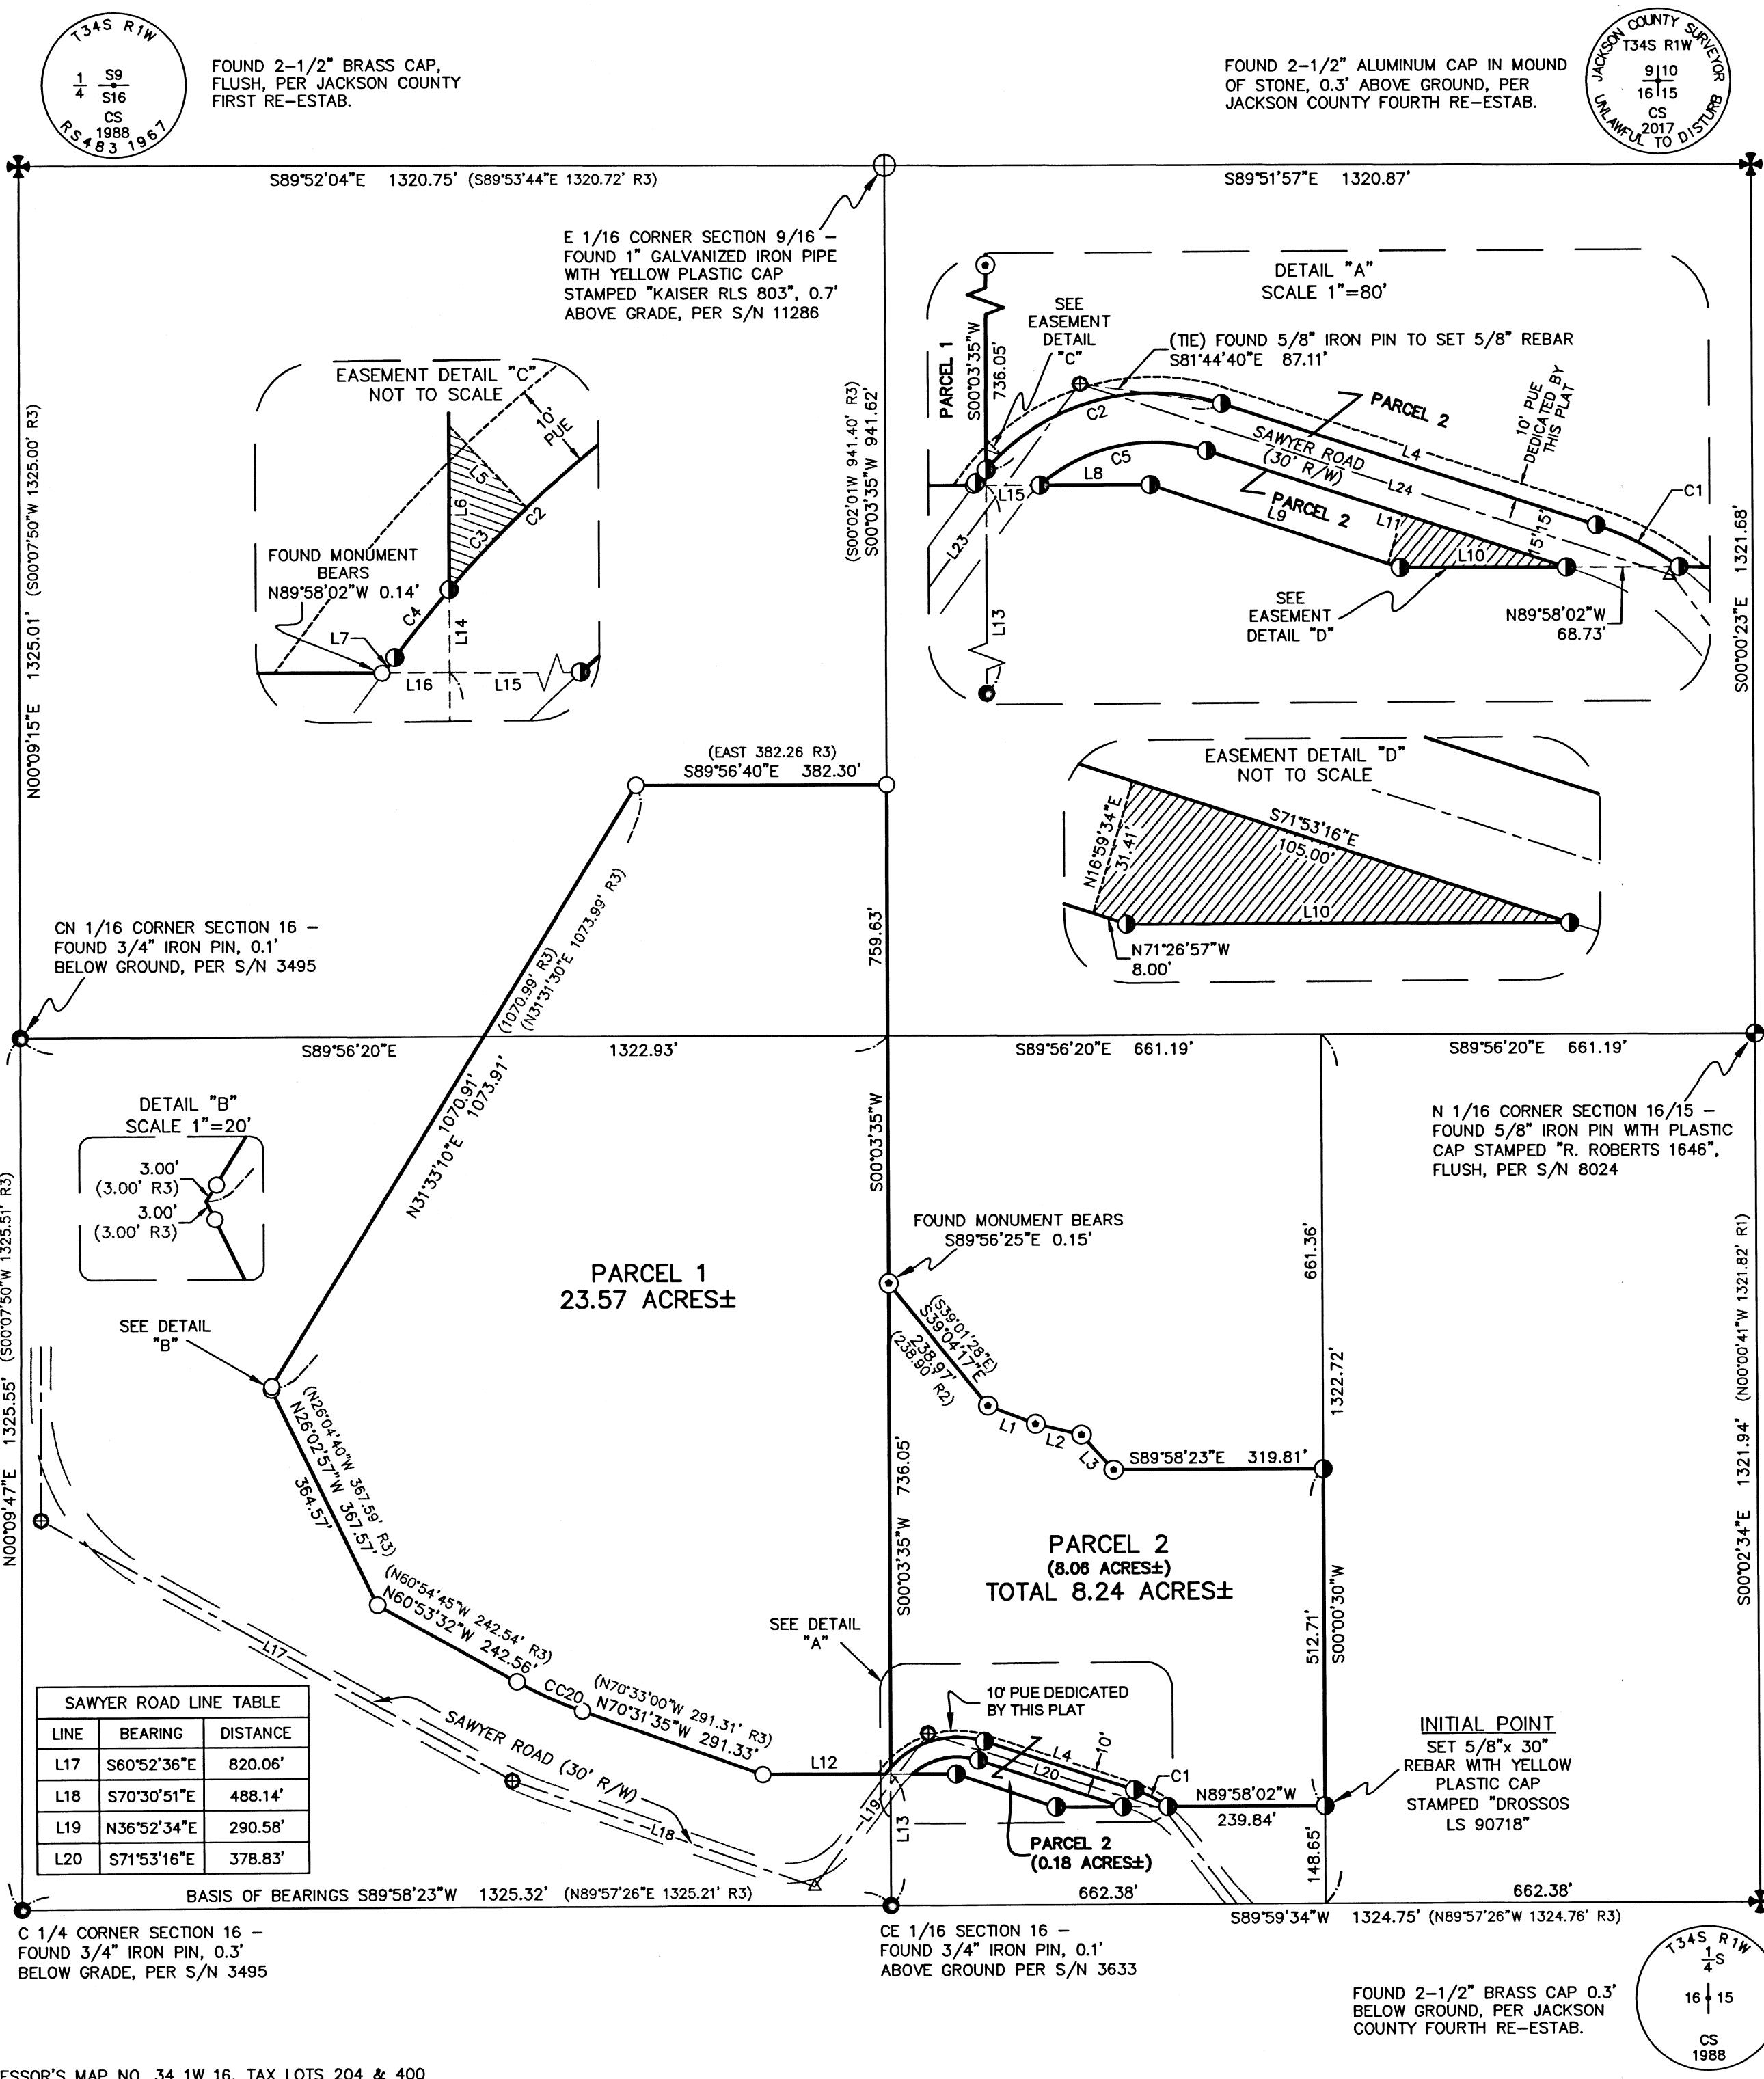 T34S R1W
1/4 S9
S16
CS
1988
RS483 1967
FOUND 2-1/2" BRASS CAP,
FLUSH, PER JACKSON COUNTY
FIRST RE-ESTAB.
FOUND 2-1/2" ALUMINUM CAP IN MOUND
OF STONE, 0.3' ABOVE GROUND, PER
JACKSON COUNTY FOURTH RE-ESTAB.
JACKSON COUNTY SURVEYOR
T34S R1W
9|10
16|15
CS
2017
UNLAWFUL TO DISTURB
S89°52'04"E 1320.75' (S89°53'44"E 1320.72' R3)
S89°51'57"E 1320.87'
E 1/16 CORNER SECTION 9/16 –
FOUND 1" GALVANIZED IRON PIPE
WITH YELLOW PLASTIC CAP
STAMPED "KAISER RLS 803", 0.7'
ABOVE GRADE, PER S/N 11286
N00°09'15"E 1325.01' (S00°07'50"W 1325.00' R3)
(S00°02'01W 941.40' R3)
S00°03'35"W 941.62'
S00°00'23"E 1321.68'
DETAIL "A"
SCALE 1"=80'
PARCEL 1
S00°03'35"W
736.05'
SEE
EASEMENT
DETAIL
"C"
(TIE) FOUND 5/8" IRON PIN TO SET 5/8" REBAR
S81°44'40"E 87.11'
PARCEL 2
10' PUE
DEDICATED BY
THIS PLAT
C2
SAWYER ROAD
(30' R/W)
L4
C5
L8
L15
L24
C1
PARCEL 2
L9
L11
L10
15'
15'
L23
L13
SEE
EASEMENT
DETAIL "D"
N89°58'02"W
68.73'
EASEMENT DETAIL "C"
NOT TO SCALE
10'
PUE
L5
L6
C2
C3
FOUND MONUMENT
BEARS
N89°58'02"W 0.14'
C4
L7
L14
L16
L15
EASEMENT DETAIL "D"
NOT TO SCALE
N16°59'34"E
31.41'
S71°53'16"E
105.00'
L10
N71°26'57"W
8.00'
(EAST 382.26 R3)
S89°56'40"E 382.30'
759.63'
CN 1/16 CORNER SECTION 16 –
FOUND 3/4" IRON PIN, 0.1'
BELOW GROUND, PER S/N 3495
(1070.99' R3)
(N31°31'30"E 1073.99' R3)
1070.91'
N31°33'10"E 1073.91'
S89°56'20"E 1322.93'
S89°56'20"E 661.19'
S89°56'20"E 661.19'
DETAIL "B"
SCALE 1"=20'
3.00'
(3.00' R3)
3.00'
(3.00' R3)
S00°03'35"W
N 1/16 CORNER SECTION 16/15 –
FOUND 5/8" IRON PIN WITH PLASTIC
CAP STAMPED "R. ROBERTS 1646",
FLUSH, PER S/N 8024
FOUND MONUMENT BEARS
S89°56'25"E 0.15'
661.36'
PARCEL 1
23.57 ACRES±
SEE DETAIL
"B"
(S39°01'28"E)
S39°04'17"E
238.97'
(238.90' R2)
1322.72'
N00°09'47"E 1325.55' (S00°07'50"W 1325.51' R3)
S00°02'34"E 1321.94' (N00°00'41"W 1321.82' R1)
L1
L2
L3
S89°58'23"E 319.81'
(N26°04'40"W 367.59' R3)
N26°02'57"W 367.57'
364.57'
S00°03'35"W 736.05'
PARCEL 2
(8.06 ACRES±)
TOTAL 8.24 ACRES±
512.71'
S00°00'30"W
(N60°54'45"W 242.54' R3)
N60°53'32"W 242.56'
SEE DETAIL
"A"
L17
CC20
(N70°33'00"W 291.31' R3)
N70°31'35"W 291.33'
SAWYER ROAD LINE TABLE
LINE BEARING DISTANCE
L17 S60°52'36"E 820.06'
L18 S70°30'51"E 488.14'
L19 N36°52'34"E 290.58'
L20 S71°53'16"E 378.83'
SAWYER ROAD (30' R/W)
L18
L12
10' PUE DEDICATED
BY THIS PLAT
L4
10'
L20
C1
L19
L13
N89°58'02"W
239.84'
PARCEL 2
(0.18 ACRES±)
148.65'
INITIAL POINT
SET 5/8"x 30"
REBAR WITH YELLOW
PLASTIC CAP
STAMPED "DROSSOS
LS 90718"
BASIS OF BEARINGS S89°58'23"W 1325.32' (N89°57'26"E 1325.21' R3)
662.38'
662.38'
S89°59'34"W 1324.75' (N89°57'26"W 1324.76' R3)
C 1/4 CORNER SECTION 16 –
FOUND 3/4" IRON PIN, 0.3'
BELOW GRADE, PER S/N 3495
CE 1/16 SECTION 16 –
FOUND 3/4" IRON PIN, 0.1'
ABOVE GROUND PER S/N 3633
FOUND 2-1/2" BRASS CAP 0.3'
BELOW GROUND, PER JACKSON
COUNTY FOURTH RE-ESTAB.
T34S R1W
1/4 S
16 | 15
CS
1988
ESSOR'S MAP NO. 34 1W 16, TAX LOTS 204 & 400